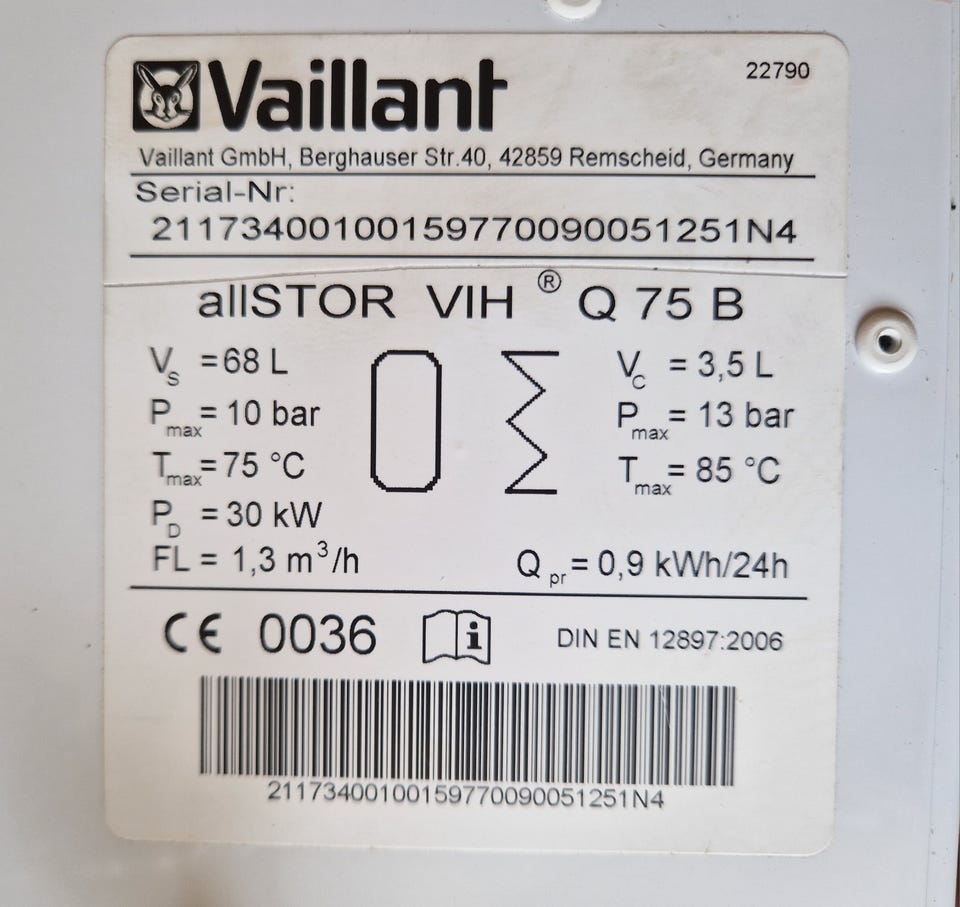 Vaillant
22790
Vaillant GmbH, Berghauser Str.40, 42859 Remscheid, Germany
Serial-Nr:
21173400100159770090051251N4
allSTOR VIH ® Q 75 B
Vs =68 L
Vc = 3,5 L
Pmax= 10 bar
Pmax= 13 bar
Tmax=75 °C
Tmax= 85 °C
PD = 30 kW
FL = 1,3 m³/h
Qpr= 0,9 kWh/24h
CE 0036
i
DIN EN 12897:2006
21173400100159770090051251N4